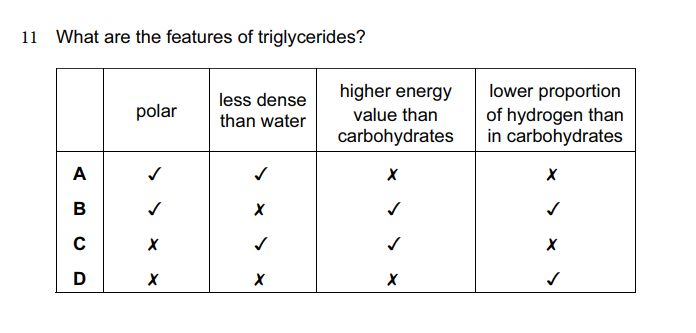 11 What are the features of triglycerides?
polar
less dense
than water
higher energy
value than
carbohydrates
lower proportion
of hydrogen than
in carbohydrates
A ✓ ✓ ✗ ✗
B ✓ ✗ ✓ ✓
C ✗ ✓ ✓ ✗
D ✗ ✗ ✗ ✓